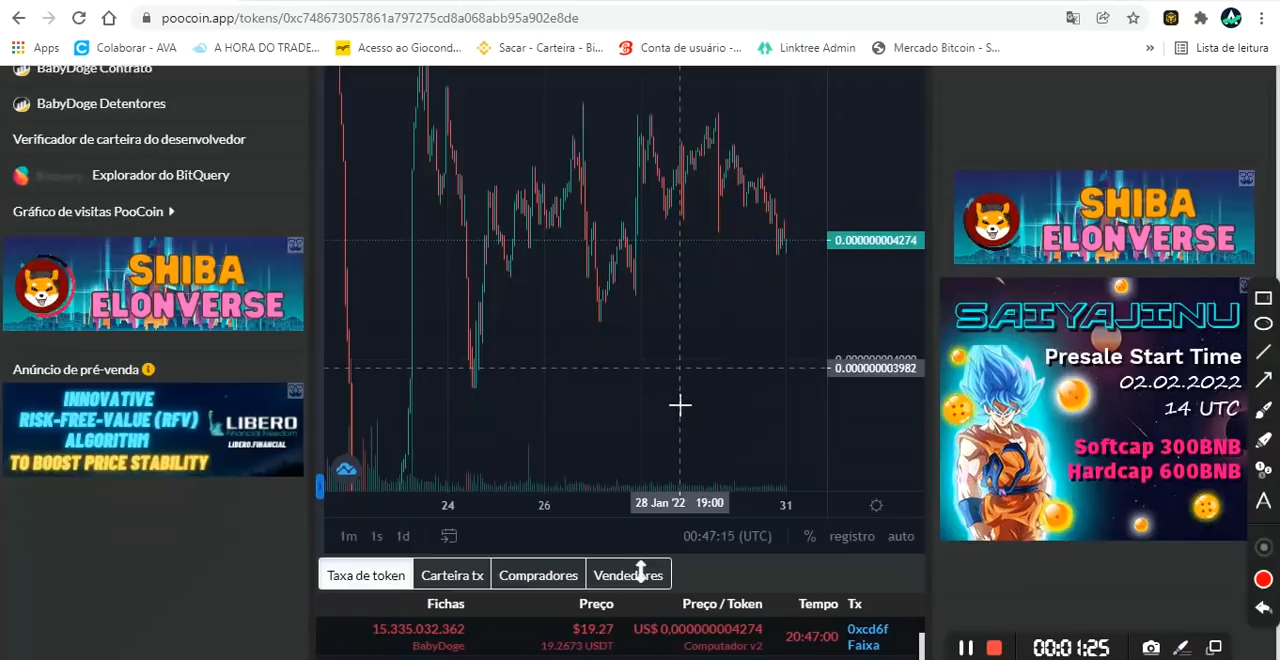 poocoin.app/tokens/0xc748673057861a797275cd8a068abb95a902e8de
Apps
Colaborar - AVA
A HORA DO TRADE...
Acesso ao Giocond...
Sacar - Carteira - Bi...
Conta de usuário -...
Linktree Admin
Mercado Bitcoin - S...
»
Lista de leitura
BabyDoge Contrato
BabyDoge Detentores
Verificador de carteira do desenvolvedor
Explorador do BitQuery
Gráfico de visitas PooCoin
SHIBA
ELONVERSE
Anúncio de pré-venda
INNOVATIVE
RISK-FREE-VALUE (RFV)
ALGORITHM
TO BOOST PRICE STABILITY
LIBERO
Financial Freedom
LIBERO.FINANCIAL
0.000000004274
0.000000003982
24
26
28 Jan '22 19:00
31
1m 1s 1d
00:47:15 (UTC)
% registro auto
Taxa de token
Carteira tx
Compradores
Vendedores
Fichas Preço Preço / Token Tempo Tx
15.335.032.362 $19.27 US$ 0,000000004274 20:47:00 0xcd6f
BabyDoge 19.2673 USDT Computador v2 Faixa
SHIBA
ELONVERSE
SAIYAJINU
Presale Start Time
02.02.2022
14 UTC
Softcap 300BNB
Hardcap 600BNB
A
00:01:25